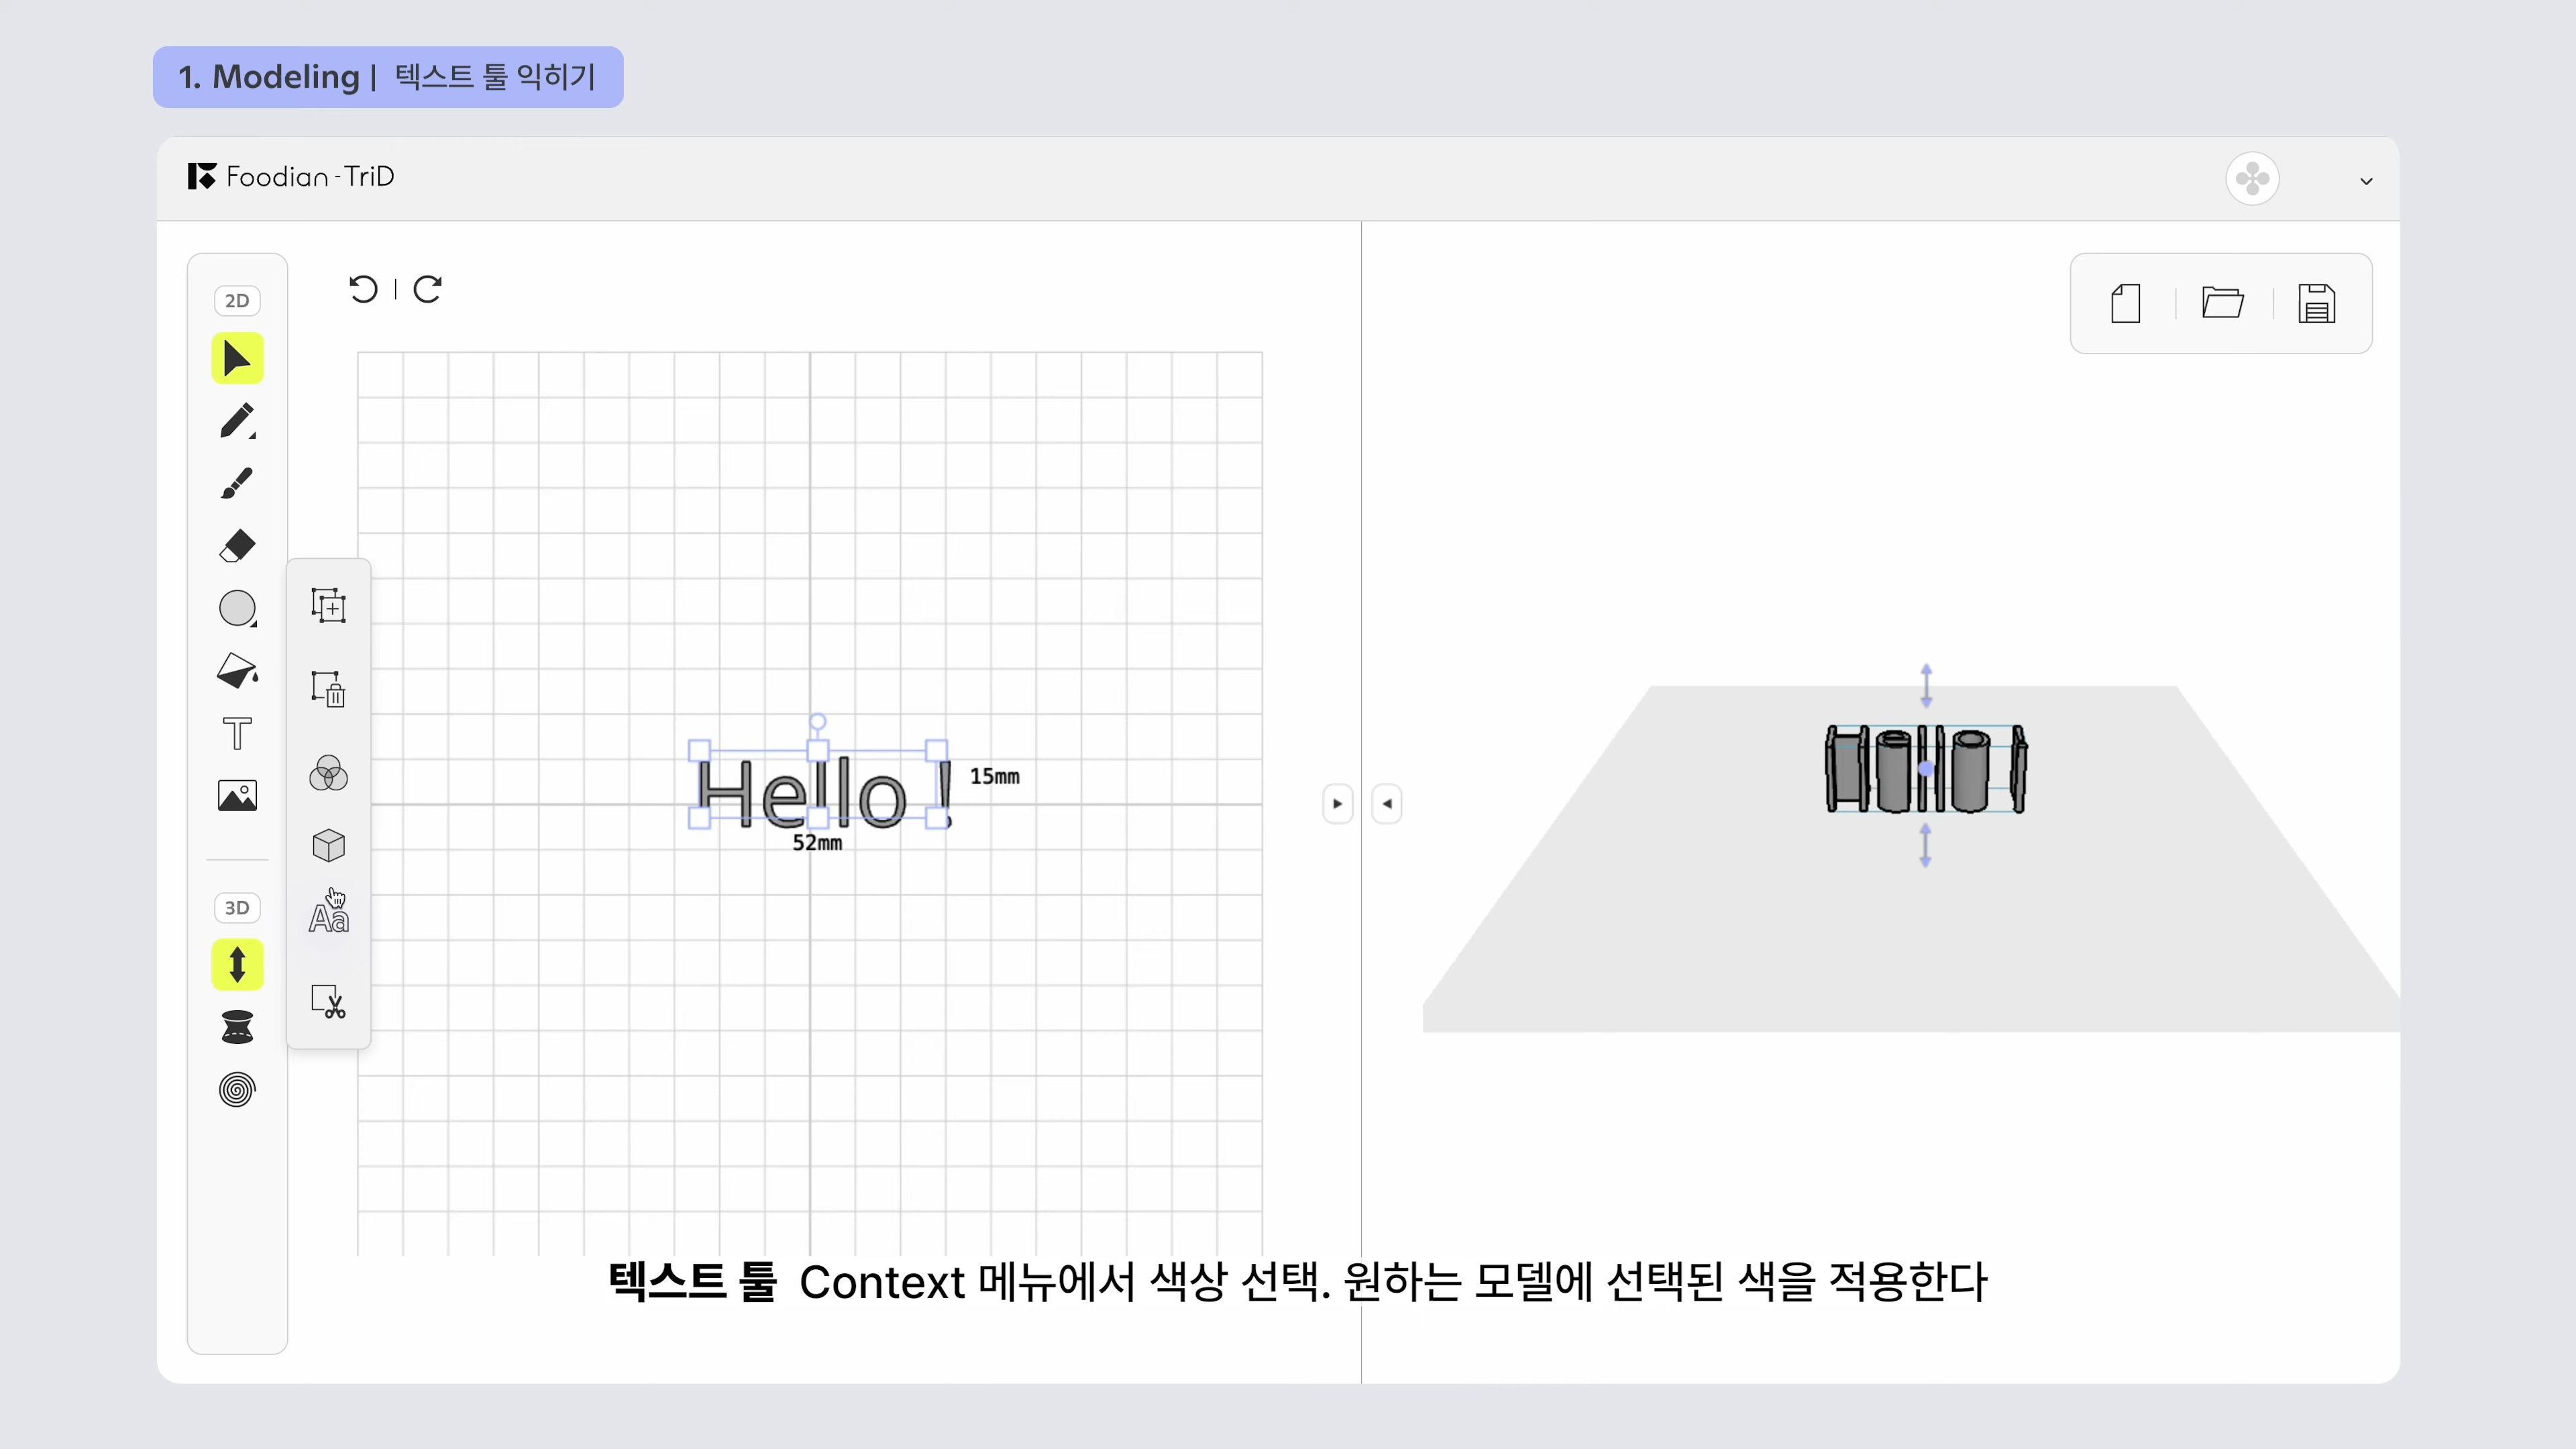 1. Modeling | 텍스트 툴 익히기
Foodian - TriD
2D
T
Hello !
15mm
52mm
3D
Aa
텍스트 툴 Context 메뉴에서 색상 선택. 원하는 모델에 선택된 색을 적용한다